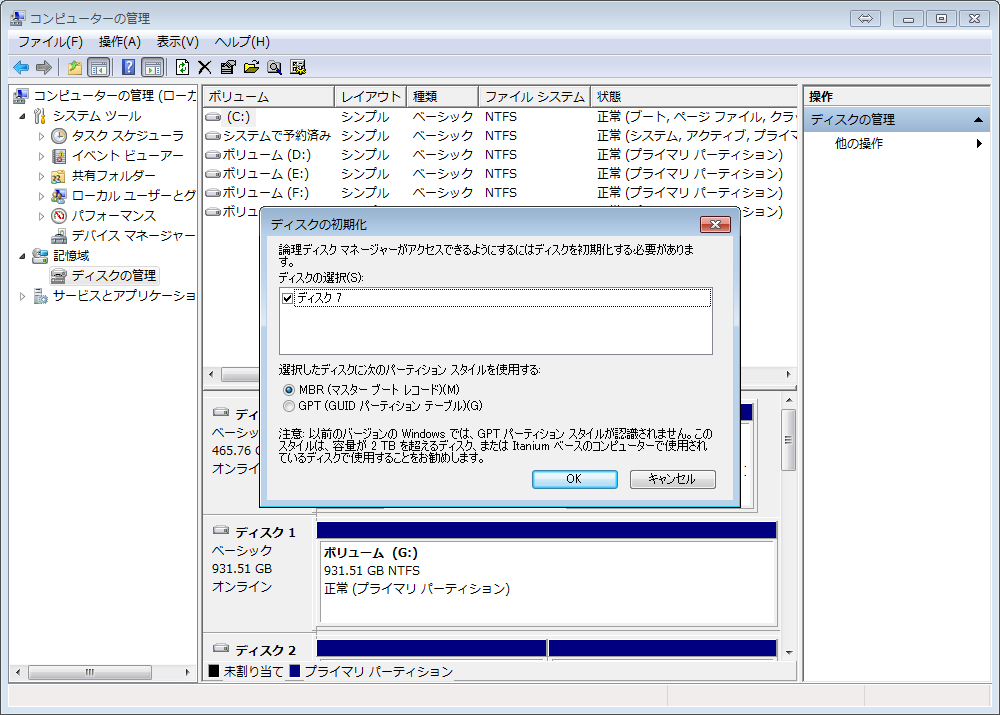 コンピューターの管理
ファイル(F) 操作(A) 表示(V) ヘルプ(H)
コンピューターの管理 (ローカ
システム ツール
タスク スケジューラ
イベント ビューアー
共有フォルダー
ローカル ユーザーとグ
パフォーマンス
デバイス マネージャー
記憶域
ディスクの管理
サービスとアプリケーショ
ボリューム レイアウト 種類 ファイル システム 状態
(C:) シンプル ベーシック NTFS 正常 (ブート, ページ ファイル, クラッ
システムで予約済み シンプル ベーシック NTFS 正常 (システム, アクティブ, プライマ
ボリューム (D:) シンプル ベーシック NTFS 正常 (プライマリ パーティション)
ボリューム (E:) シンプル ベーシック NTFS 正常 (プライマリ パーティション)
ボリューム (F:) シンプル ベーシック NTFS 正常 (プライマリ パーティション)
ボリュ ション)
操作
ディスクの管理
他の操作
ディスクの初期化
論理ディスク マネージャーがアクセスできるようにするにはディスクを初期化する必要がありま
す。
ディスクの選択(S):
ディスク 7
選択したディスクに次のパーティション スタイルを使用する:
MBR (マスター ブート レコード)(M)
GPT (GUID パーティション テーブル)(G)
注意: 以前のバージョンの Windows では、GPT パーティション スタイルが認識されません。この
スタイルは、容量が 2 TB を超えるディスク、または Itanium ベースのコンピューターで使用され
ているディスクで使用することをお勧めします。
OK キャンセル
ディ
ベーシッ
465.76 G
オンライ
ディスク 1
ベーシック
931.51 GB
オンライン
ボリューム (G:)
931.51 GB NTFS
正常 (プライマリ パーティション)
ディスク 2
未割り当て プライマリ パーティション